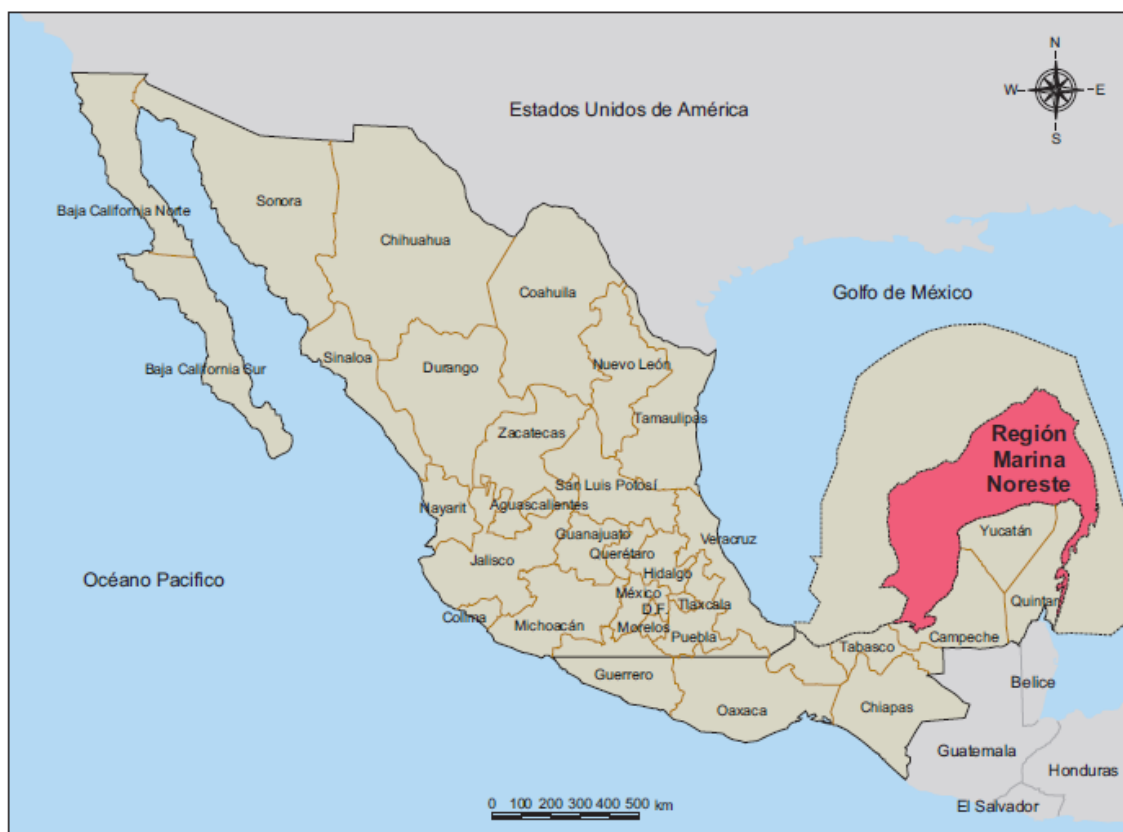 N
W E
S
Estados Unidos de América
Baja California Norte
Sonora
Chihuahua
Coahuila
Golfo de México
Sinaloa
Durango
Nuevo León
Baja California Sur
Tamaulipas
Zacatecas
Región
Marina
Noreste
San Luis Potosí
Nayarit
Aguascalientes
Guanajuato
Veracruz
Yucatán
Querétaro
Jalisco
Hidalgo
Océano Pacifico
México
D.F.
Tlaxcala
Quintan
Colima
Michoacán
Morelos
Puebla
Campeche
Tabasco
Guerrero
Belice
Oaxaca
Chiapas
Guatemala
Honduras
El Salvador
0 100 200 300 400 500 km